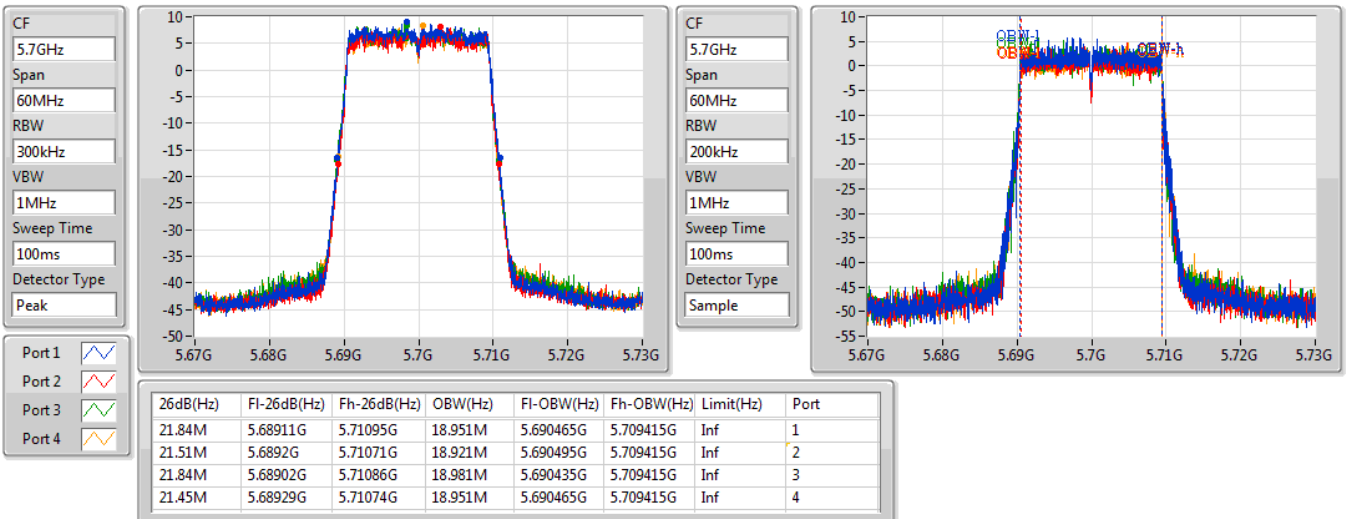 CF
5.7GHz
Span
60MHz
RBW
300kHz
VBW
1MHz
Sweep Time
100ms
Detector Type
Peak
10
5
0
-5
-10
-15
-20
-25
-30
-35
-40
-45
-50
5.67G 5.68G 5.69G 5.7G 5.71G 5.72G 5.73G
CF
5.7GHz
Span
60MHz
RBW
200kHz
VBW
1MHz
Sweep Time
100ms
Detector Type
Sample
10
5
0
-5
-10
-15
-20
-25
-30
-35
-40
-45
-50
-55
OBW-l
OBW-h
5.67G 5.68G 5.69G 5.7G 5.71G 5.72G 5.73G
Port 1
Port 2
Port 3
Port 4
26dB(Hz) Fl-26dB(Hz) Fh-26dB(Hz) OBW(Hz) Fl-OBW(Hz) Fh-OBW(Hz) Limit(Hz) Port
21.84M 5.68911G 5.71095G 18.951M 5.690465G 5.709415G Inf 1
21.51M 5.6892G 5.71071G 18.921M 5.690495G 5.709415G Inf 2
21.84M 5.68902G 5.71086G 18.981M 5.690435G 5.709415G Inf 3
21.45M 5.68929G 5.71074G 18.951M 5.690465G 5.709415G Inf 4